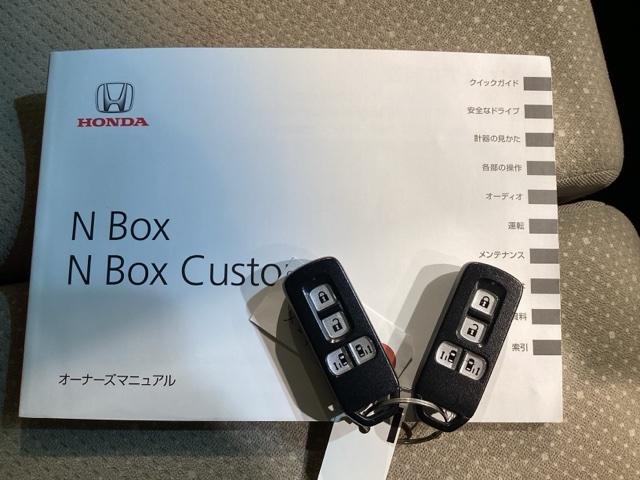 HONDA
N Box
N Box Custo
オーナーズマニュアル
クイックガイド
安全なドライブ
計器の見かた
各部の操作
オーディオ
運転
メンテナンス
索引